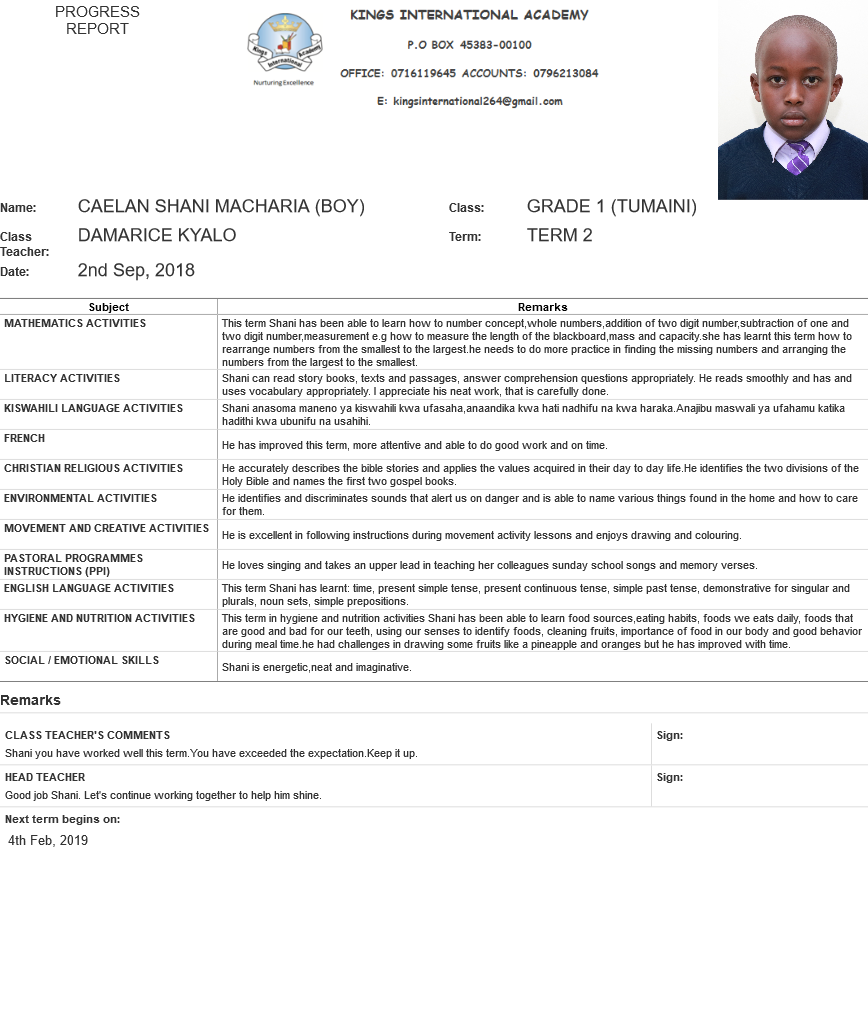 PROGRESS
REPORT
Kings Academy
International
Nurturing Excellence
KINGS INTERNATIONAL ACADEMY
P.O BOX 45383-00100
OFFICE: 0716119645 ACCOUNTS: 0796213084
E: kingsinternational264@gmail.com
Name: CAELAN SHANI MACHARIA (BOY) Class: GRADE 1 (TUMAINI)
Class Teacher: DAMARICE KYALO Term: TERM 2
Date: 2nd Sep, 2018
Subject Remarks
MATHEMATICS ACTIVITIES
This term Shani has been able to learn how to number concept,whole numbers,addition of two digit number,subtraction of one and
two digit number,measurement e.g how to measure the length of the blackboard,mass and capacity.she has learnt this term how to
rearrange numbers from the smallest to the largest.he needs to do more practice in finding the missing numbers and arranging the
numbers from the largest to the smallest.
LITERACY ACTIVITIES
Shani can read story books, texts and passages, answer comprehension questions appropriately. He reads smoothly and has and
uses vocabulary appropriately. I appreciate his neat work, that is carefully done.
KISWAHILI LANGUAGE ACTIVITIES
Shani anasoma maneno ya kiswahili kwa ufasaha,anaandika kwa hati nadhifu na kwa haraka.Anajibu maswali ya ufahamu katika
hadithi kwa ubunifu na usahihi.
FRENCH
He has improved this term, more attentive and able to do good work and on time.
CHRISTIAN RELIGIOUS ACTIVITIES
He accurately describes the bible stories and applies the values acquired in their day to day life.He identifies the two divisions of the
Holy Bible and names the first two gospel books.
ENVIRONMENTAL ACTIVITIES
He identifies and discriminates sounds that alert us on danger and is able to name various things found in the home and how to care
for them.
MOVEMENT AND CREATIVE ACTIVITIES
He is excellent in following instructions during movement activity lessons and enjoys drawing and colouring.
PASTORAL PROGRAMMES
INSTRUCTIONS (PPI)
He loves singing and takes an upper lead in teaching her colleagues sunday school songs and memory verses.
ENGLISH LANGUAGE ACTIVITIES
This term Shani has learnt: time, present simple tense, present continuous tense, simple past tense, demonstrative for singular and
plurals, noun sets, simple prepositions.
HYGIENE AND NUTRITION ACTIVITIES
This term in hygiene and nutrition activities Shani has been able to learn food sources,eating habits, foods we eats daily, foods that
are good and bad for our teeth, using our senses to identify foods, cleaning fruits, importance of food in our body and good behavior
during meal time.he had challenges in drawing some fruits like a pineapple and oranges but he has improved with time.
SOCIAL / EMOTIONAL SKILLS
Shani is energetic,neat and imaginative.
Remarks
CLASS TEACHER'S COMMENTS Sign:
Shani you have worked well this term.You have exceeded the expectation.Keep it up.
HEAD TEACHER Sign:
Good job Shani. Let's continue working together to help him shine.
Next term begins on:
4th Feb, 2019